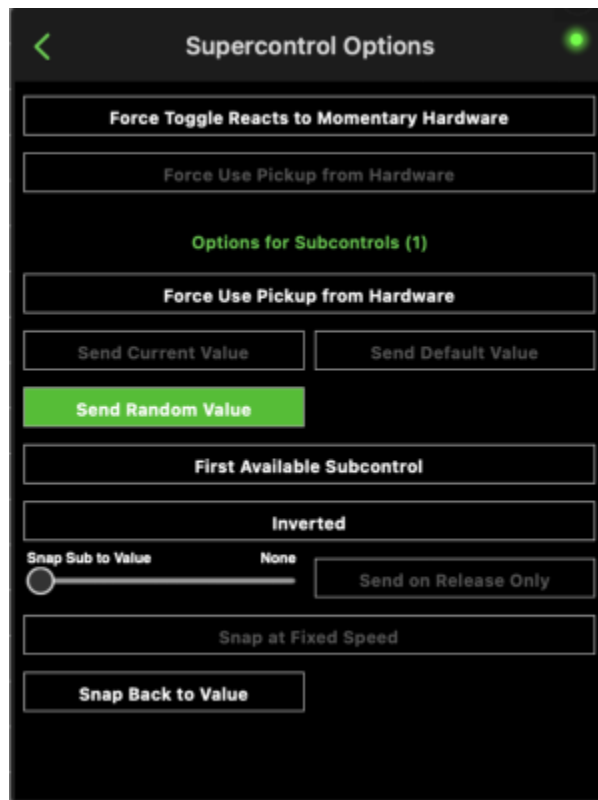 Supercontrol Options
Force Toggle Reacts to Momentary Hardware
Force Use Pickup from Hardware
Options for Subcontrols (1)
Force Use Pickup from Hardware
Send Current Value
Send Default Value
Send Random Value
First Available Subcontrol
Inverted
Snap Sub to Value
None
Send on Release Only
Snap at Fixed Speed
Snap Back to Value